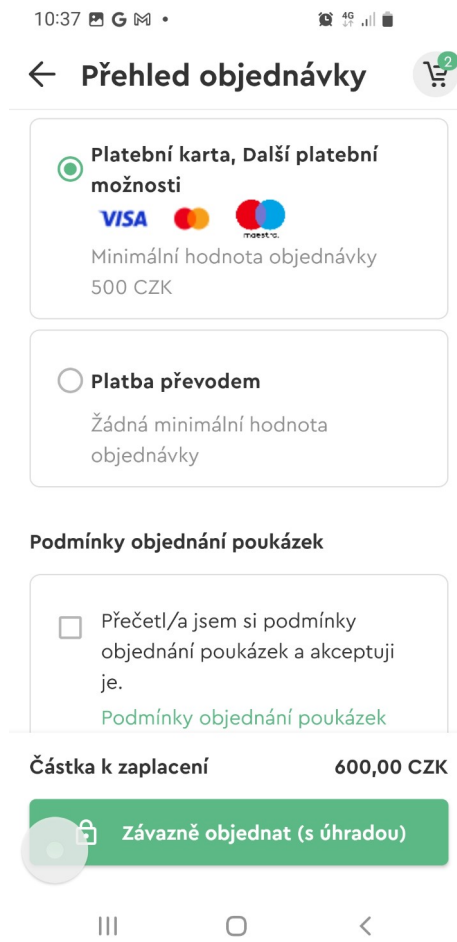 10:37
4G
Přehled objednávky
2
Platební karta, Další platební
možnosti
VISA
maestro.
Minimální hodnota objednávky
500 CZK
Platba převodem
Žádná minimální hodnota
objednávky
Podmínky objednání poukázek
Přečetl/a jsem si podmínky
objednání poukázek a akceptuji
je.
Podmínky objednání poukázek
Částka k zaplacení 600,00 CZK
Závazně objednat (s úhradou)